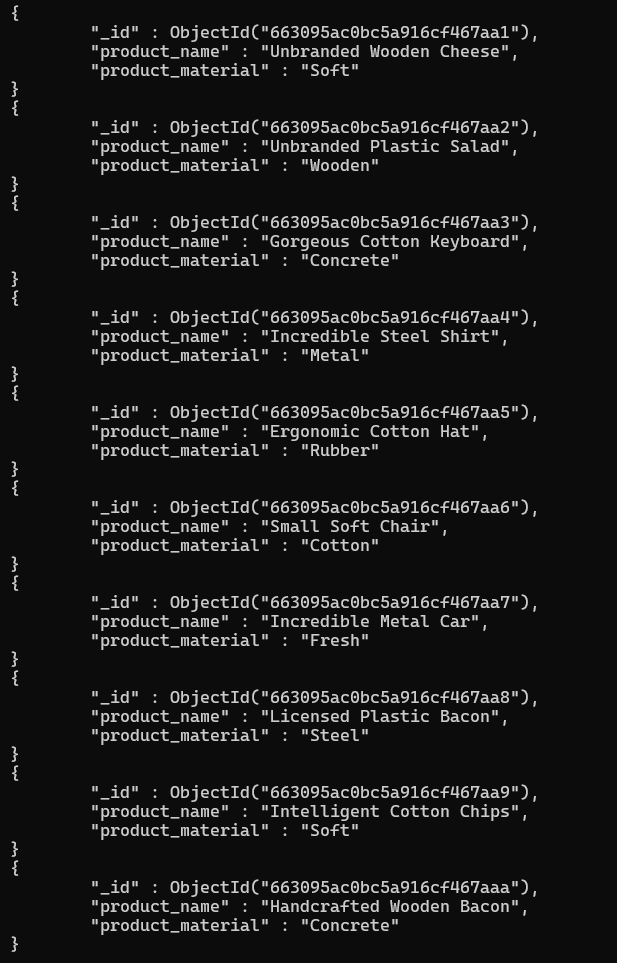 {
"_id" : ObjectId("663095ac0bc5a916cf467aa1"),
"product_name" : "Unbranded Wooden Cheese",
"product_material" : "Soft"
}
{
"_id" : ObjectId("663095ac0bc5a916cf467aa2"),
"product_name" : "Unbranded Plastic Salad",
"product_material" : "Wooden"
}
{
"_id" : ObjectId("663095ac0bc5a916cf467aa3"),
"product_name" : "Gorgeous Cotton Keyboard",
"product_material" : "Concrete"
}
{
"_id" : ObjectId("663095ac0bc5a916cf467aa4"),
"product_name" : "Incredible Steel Shirt",
"product_material" : "Metal"
}
{
"_id" : ObjectId("663095ac0bc5a916cf467aa5"),
"product_name" : "Ergonomic Cotton Hat",
"product_material" : "Rubber"
}
{
"_id" : ObjectId("663095ac0bc5a916cf467aa6"),
"product_name" : "Small Soft Chair",
"product_material" : "Cotton"
}
{
"_id" : ObjectId("663095ac0bc5a916cf467aa7"),
"product_name" : "Incredible Metal Car",
"product_material" : "Fresh"
}
{
"_id" : ObjectId("663095ac0bc5a916cf467aa8"),
"product_name" : "Licensed Plastic Bacon",
"product_material" : "Steel"
}
{
"_id" : ObjectId("663095ac0bc5a916cf467aa9"),
"product_name" : "Intelligent Cotton Chips",
"product_material" : "Soft"
}
{
"_id" : ObjectId("663095ac0bc5a916cf467aaa"),
"product_name" : "Handcrafted Wooden Bacon",
"product_material" : "Concrete"
}